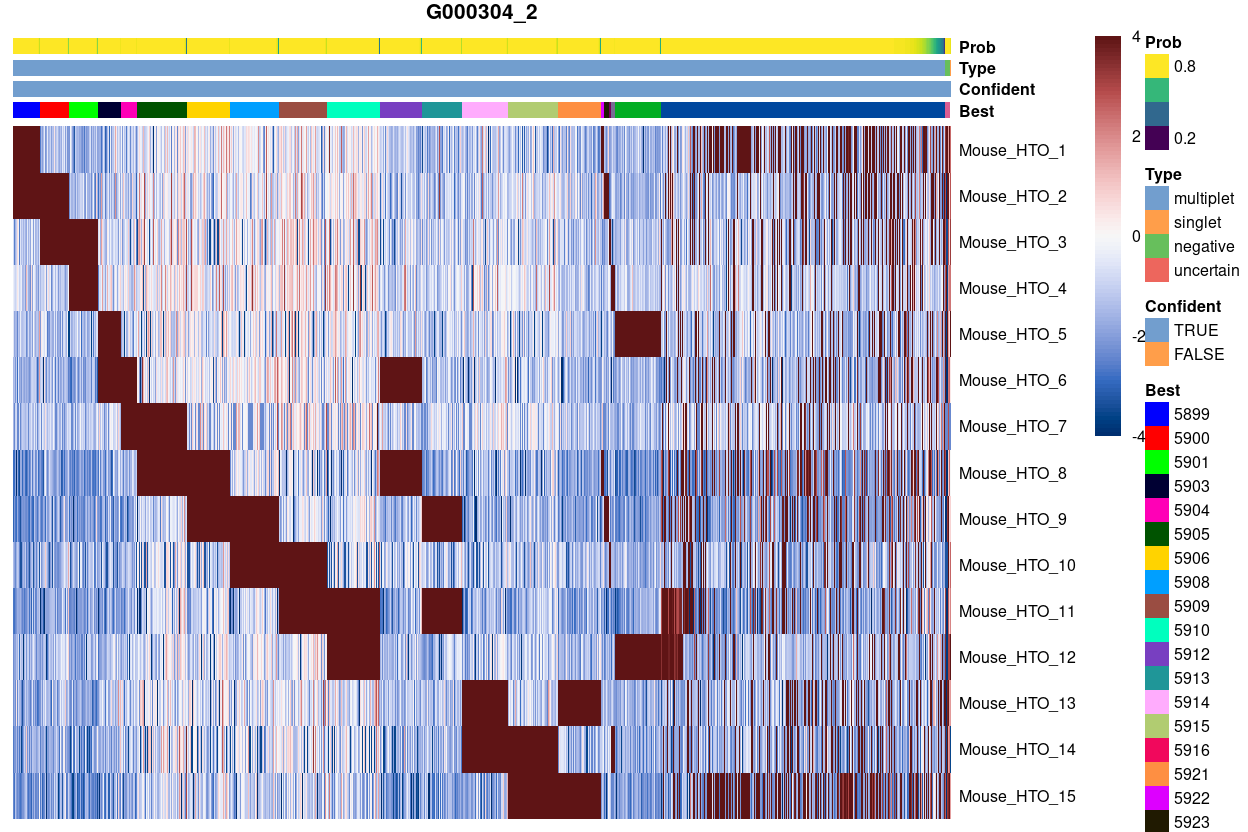 G000304_2
Prob
Type
Confident
Best
Mouse_HTO_1
Mouse_HTO_2
Mouse_HTO_3
Mouse_HTO_4
Mouse_HTO_5
Mouse_HTO_6
Mouse_HTO_7
Mouse_HTO_8
Mouse_HTO_9
Mouse_HTO_10
Mouse_HTO_11
Mouse_HTO_12
Mouse_HTO_13
Mouse_HTO_14
Mouse_HTO_15
4
2
0
-2
-4
Prob
0.8
0.2
Type
multiplet
singlet
negative
uncertain
Confident
TRUE
FALSE
Best
5899
5900
5901
5903
5904
5905
5906
5908
5909
5910
5912
5913
5914
5915
5916
5921
5922
5923